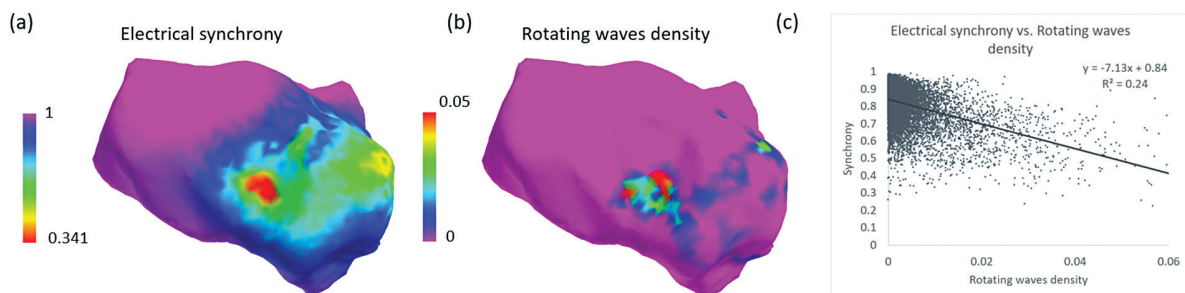 (a)
Electrical synchrony
1
0.341
(b)
Rotating waves density
0.05
0
(c)
Electrical synchrony vs. Rotating waves
density
y = -7.13x + 0.84
R² = 0.24
Synchrony
1
0.9
0.8
0.7
0.6
0.5
0.4
0.3
0.2
0.1
0
0 0.02 0.04 0.06
Rotating waves density